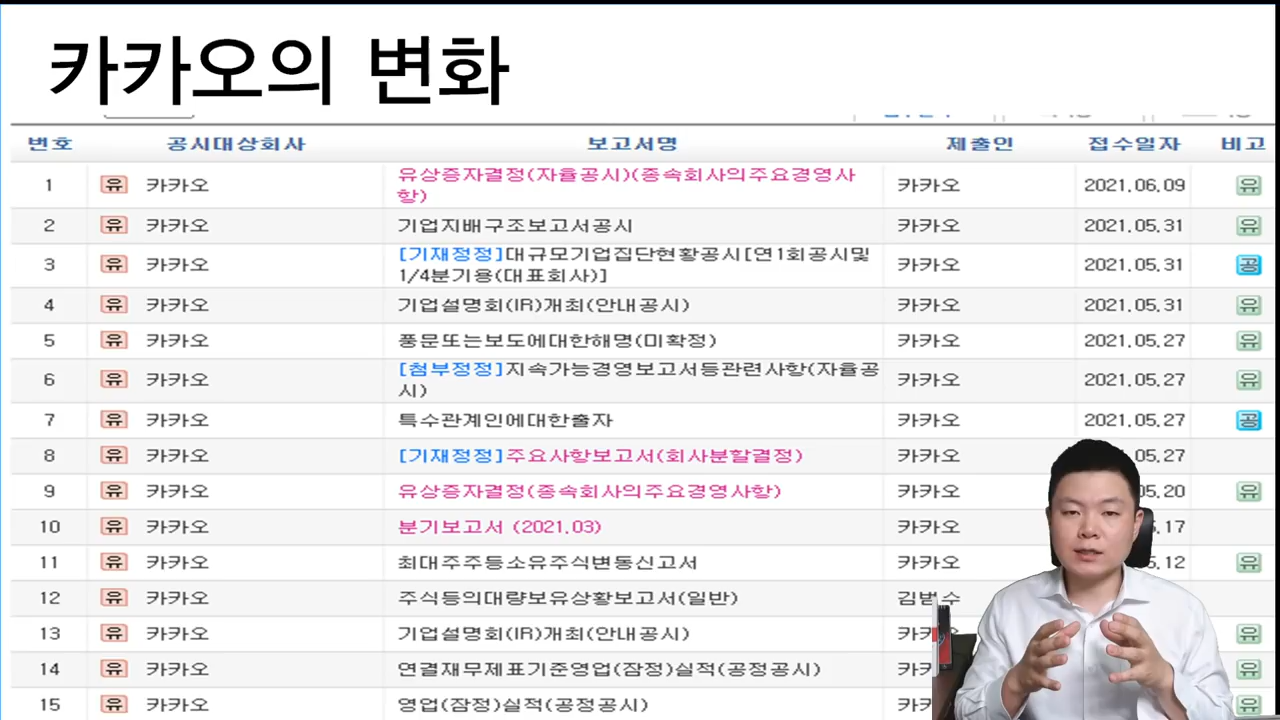 카카오의 변화
번호 공시대상회사 보고서명 제출인 접수일자 비고
1 유 카카오 유상증자결정(자율공시)(종속회사의주요경영사 카카오 2021.06.09 유
항)
2 유 카카오 기업지배구조보고서공시 카카오 2021.05.31 유
3 유 카카오 [기재정정]대규모기업집단현황공시[연1회공시및 카카오 2021.05.31 공
1/4분기용(대표회사)]
4 유 카카오 기업설명회(IR)개최(안내공시) 카카오 2021.05.31 유
5 유 카카오 풍문또는보도에대한해명(미확정) 카카오 2021.05.27 유
6 유 카카오 [첨부정정]지속가능경영보고서등관련사항(자율공 카카오 2021.05.27 유
시)
7 유 카카오 특수관계인에대한출자 카카오 2021.05.27 공
8 유 카카오 [기재정정]주요사항보고서(회사분할결정) 카카오 05.27
9 유 카카오 유상증자결정(종속회사의주요경영사항) 카카오 05.20 유
10 유 카카오 분기보고서 (2021.03) 카카오 5.17
11 유 카카오 최대주주등소유주식변동신고서 카카오 5.12 유
12 유 카카오 주식등의대량보유상황보고서(일반) 김범수
13 유 카카오 기업설명회(IR)개최(안내공시) 카카오 유
14 유 카카오 연결재무제표기준영업(잠정)실적(공정공시) 유
15 유 카카오 영업(잠정)실적(공정공시) 유